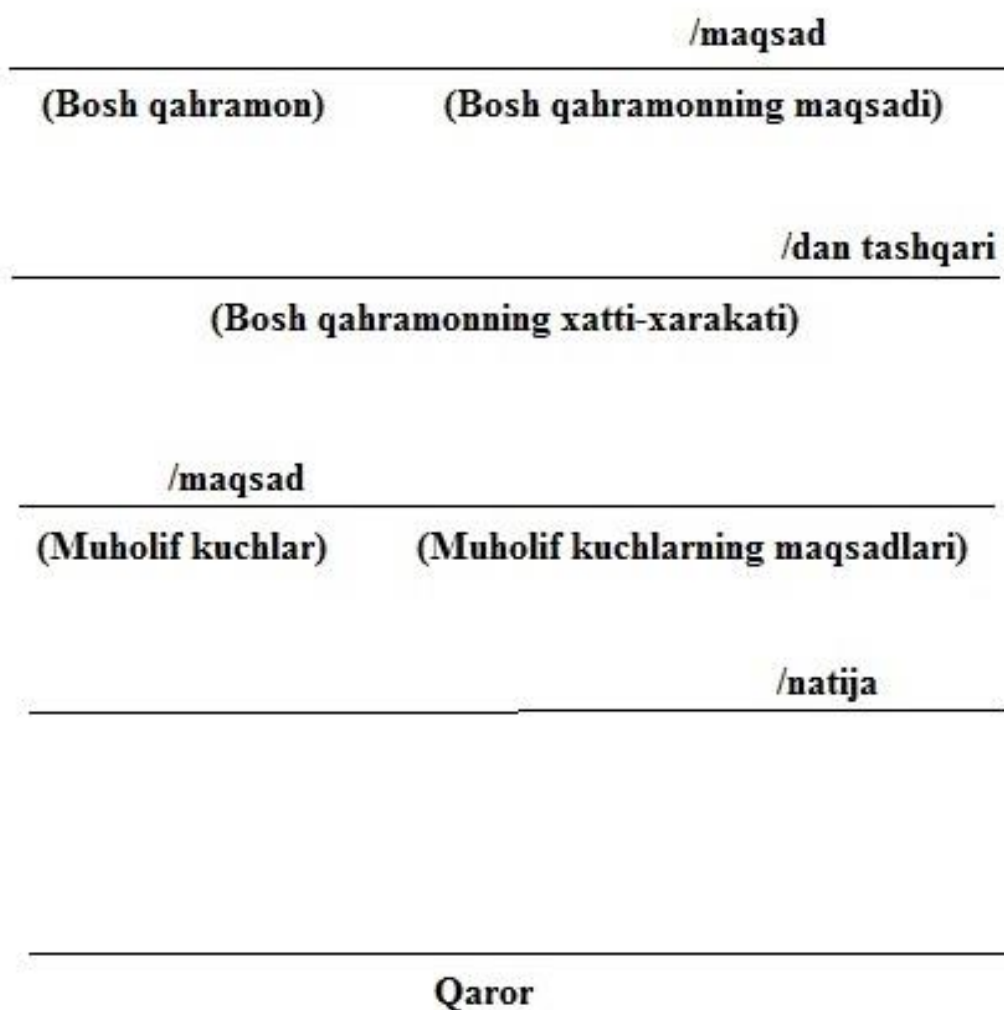 /maqsad
(Bosh qahramon) (Bosh qahramonning maqsadi)
/dan tashqari
(Bosh qahramonning xatti-xarakati)
/maqsad
(Muholif kuchlar) (Muholif kuchlarning maqsadlari)
/natija
Qaror